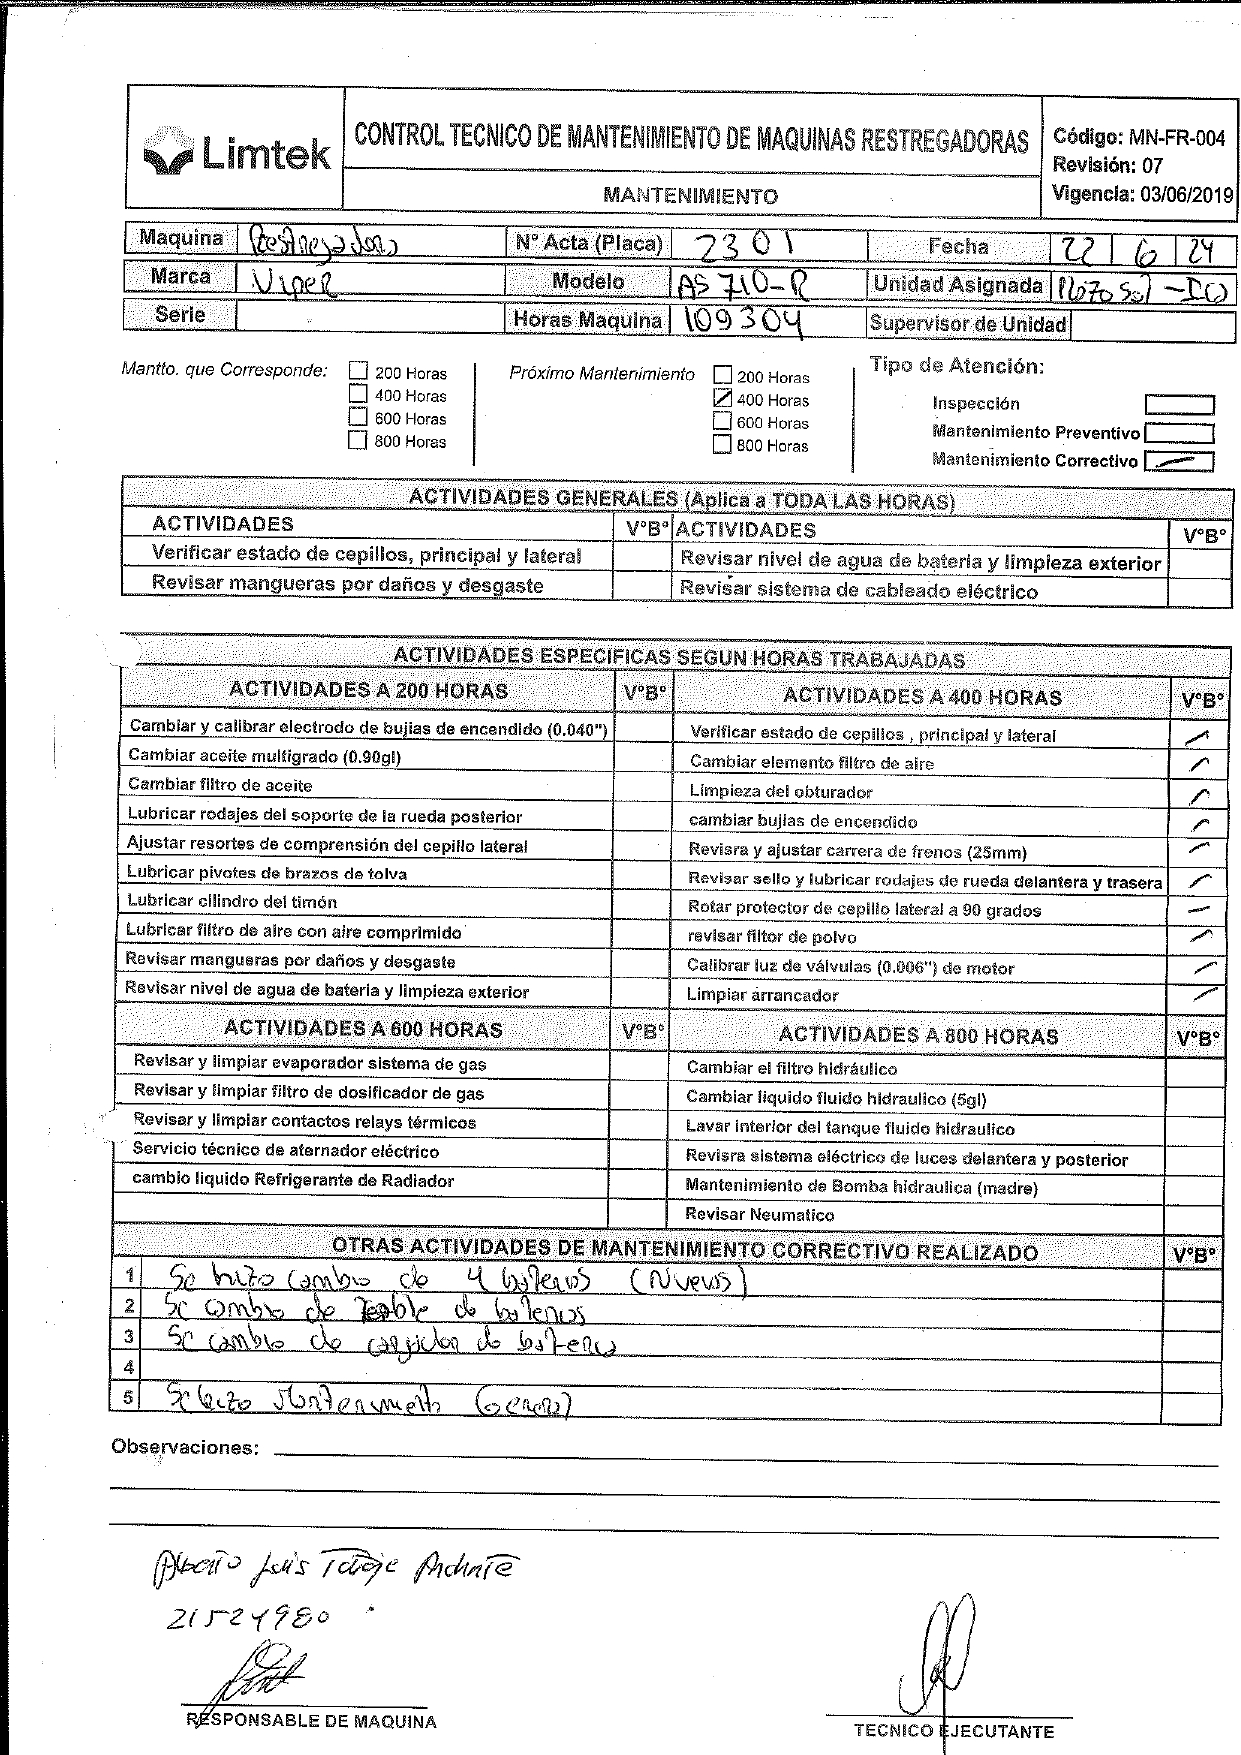 Limtek
CONTROL TECNICO DE MANTENIMIENTO DE MAQUINAS RESTREGADORAS
MANTENIMIENTO
Código: MN-FR-004
Revisión: 07
Vigencia: 03/06/2019
Maquina Restregadora N° Acta (Placa) 2301 Fecha 22 6 24
Marca Viper Modelo AS 710-R Unidad Asignada Plaza Sol -
Serie Horas Maquina 109304 Supervisor de Unidad
Mantto. que Corresponde: 200 Horas
400 Horas
600 Horas
800 Horas
Próximo Mantenimiento 200 Horas
400 Horas
600 Horas
800 Horas
Tipo de Atención:
Inspección
Mantenimiento Preventivo
Mantenimiento Correctivo
ACTIVIDADES GENERALES (Aplica a TODA LAS HORAS)
ACTIVIDADES V°B° ACTIVIDADES V°B°
Verificar estado de cepillos, principal y lateral Revisar nivel de agua de bateria y limpieza exterior
Revisar mangueras por daños y desgaste Revisar sistema de cableado eléctrico
ACTIVIDADES ESPECIFICAS SEGUN HORAS TRABAJADAS
ACTIVIDADES A 200 HORAS V°B° ACTIVIDADES A 400 HORAS V°B°
Cambiar y calibrar electrodo de bujias de encendido (0.040") Verificar estado de cepillos , principal y lateral
Cambiar aceite multigrado (0.90gl) Cambiar elemento filtro de aire
Cambiar filtro de aceite Limpieza del obturador
Lubricar rodajes del soporte de la rueda posterior cambiar bujias de encendido
Ajustar resortes de comprensión del cepillo lateral Revisra y ajustar carrera de frenos (25mm)
Lubricar pivotes de brazos de tolva Revisar sello y lubricar rodajes de rueda delantera y trasera
Lubricar cilindro del timón Rotar protector de cepillo lateral a 90 grados
Lubricar filtro de aire con aire comprimido revisar filtor de polvo
Revisar mangueras por daños y desgaste Calibrar luz de válvulas (0.006") de motor
Revisar nivel de agua de bateria y limpieza exterior Limpiar arrancador
ACTIVIDADES A 600 HORAS V°B° ACTIVIDADES A 800 HORAS V°B°
Revisar y limpiar evaporador sistema de gas Cambiar el filtro hidráulico
Revisar y limpiar filtro de dosificador de gas Cambiar liquido fluido hidraulico (5gl)
Revisar y limpiar contactos relays térmicos Lavar interior del tanque fluido hidraulico
Servicio técnico de aternador eléctrico Revisra sistema eléctrico de luces delantera y posterior
cambio liquido Refrigerante de Radiador Mantenimiento de Bomba hidraulica (madre)
Revisar Neumatico
OTRAS ACTIVIDADES DE MANTENIMIENTO CORRECTIVO REALIZADO V°B°
1 Se hizo cambio de 4 baterias (Nuevas)
2 Se cambio de de baterias
3 Se cambio de cargador de bateria
4
5 Se hizo Mantenimiento General
Observaciones:
Alberto Luis Tataje
21524980
RESPONSABLE DE MAQUINA
TECNICO EJECUTANTE